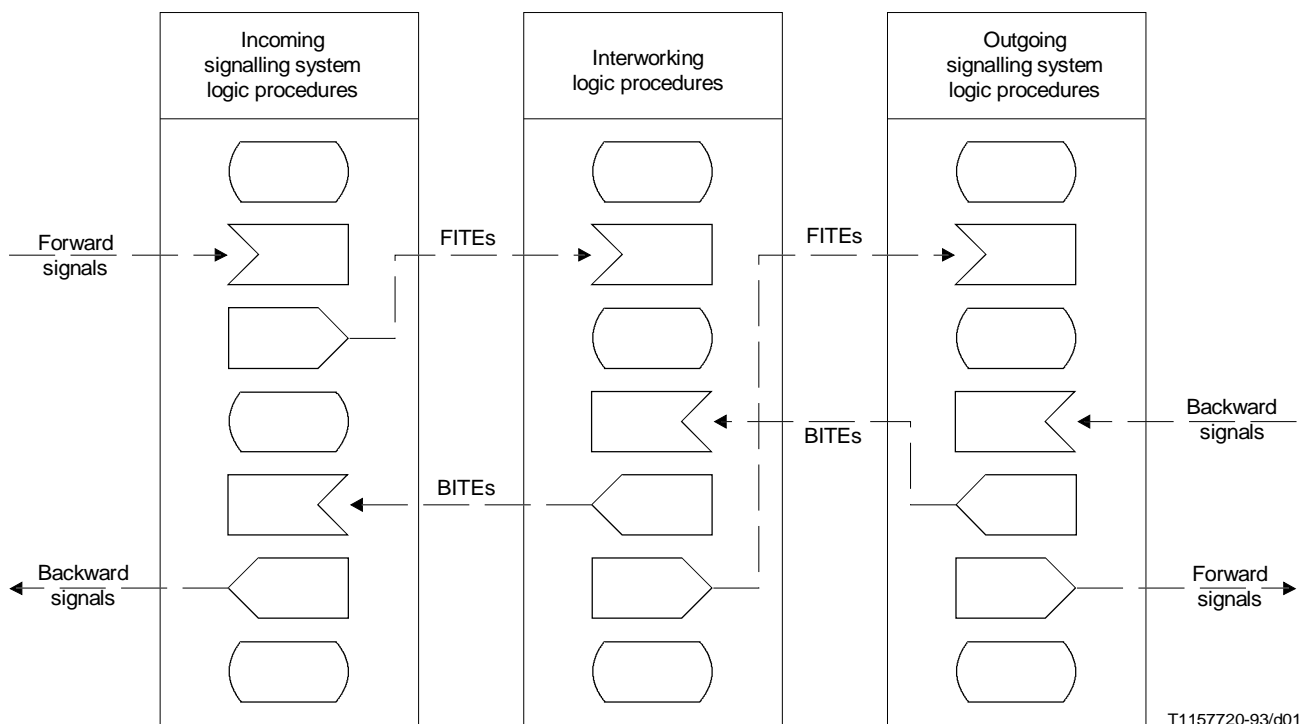 Incoming
signalling system
logic procedures
Interworking
logic procedures
Outgoing
signalling system
logic procedures
Forward
signals
FITEs
FITEs
BITEs
Backward
signals
BITEs
Backward
signals
Forward
signals
T1157720-93/d01